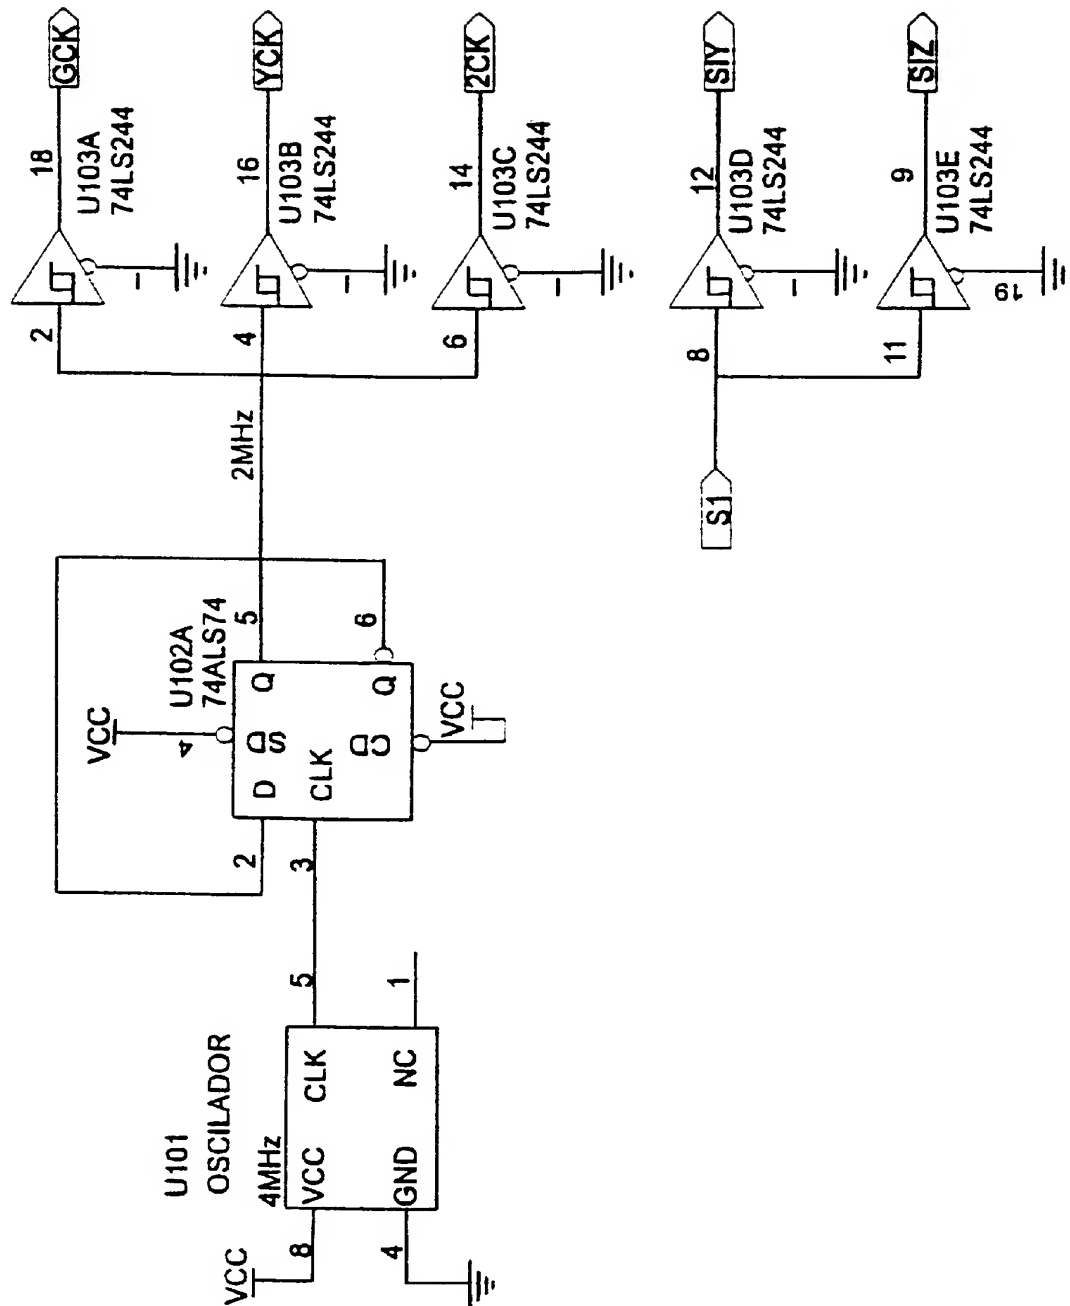 GCK
18
U103A
74LS244
2
1
YCK
16
U103B
74LS244
4
1
2CK
14
U103C
74LS244
6
1
SIY
12
U103D
74LS244
8
1
SIZ
9
U103E
74LS244
11
19
2MHz
S1
VCC
4
U102A
74ALS74
5
6
Q
Q
SD
CD
D
CLK
VCC
2
3
U101
OSCILADOR
4MHz
5
1
CLK
NC
VCC
GND
8
4
VCC